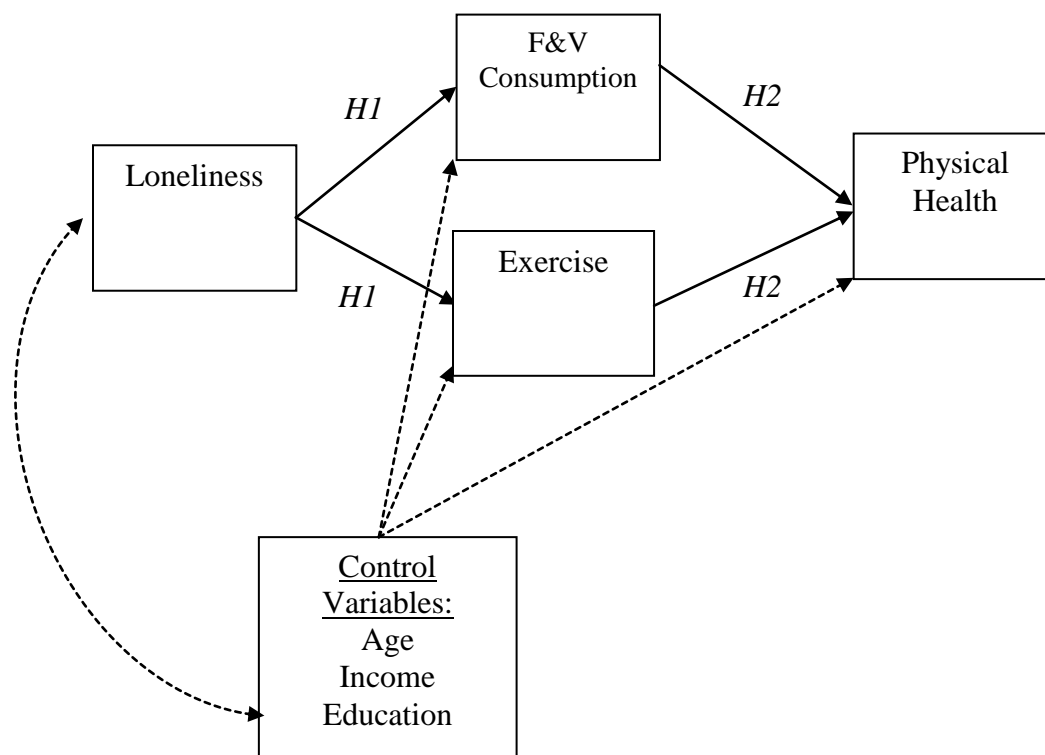 F&V
Consumption
H1
H2
Loneliness
Physical
Health
Exercise
H1
H2
Control
Variables:
Age
Income
Education